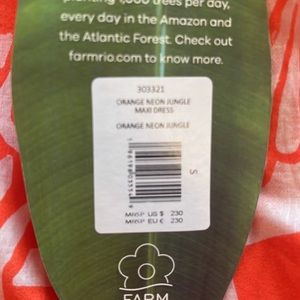 planting 1,000 trees per day,
every day in the Amazon and
the Atlantic Forest. Check out
farmrio.com to know more.
303321
ORANGE NEON JUNGLE
MAXI DRESS
ORANGE NEON JUNGLE
S
MRSP US $ 230
MRSP EU € 230
FARM